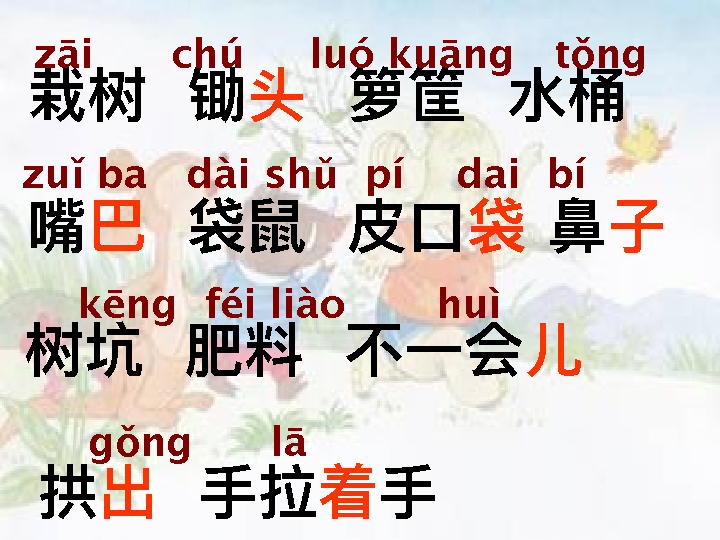 zāi chú luó kuāng tǒng
栽树 锄头 箩筐 水桶
zuǐ ba dài shǔ pí dai bí
嘴巴 袋鼠 皮口袋 鼻子
kēng féi liào huì
树坑 肥料 不一会儿
gǒng lā
拱出 手拉着手